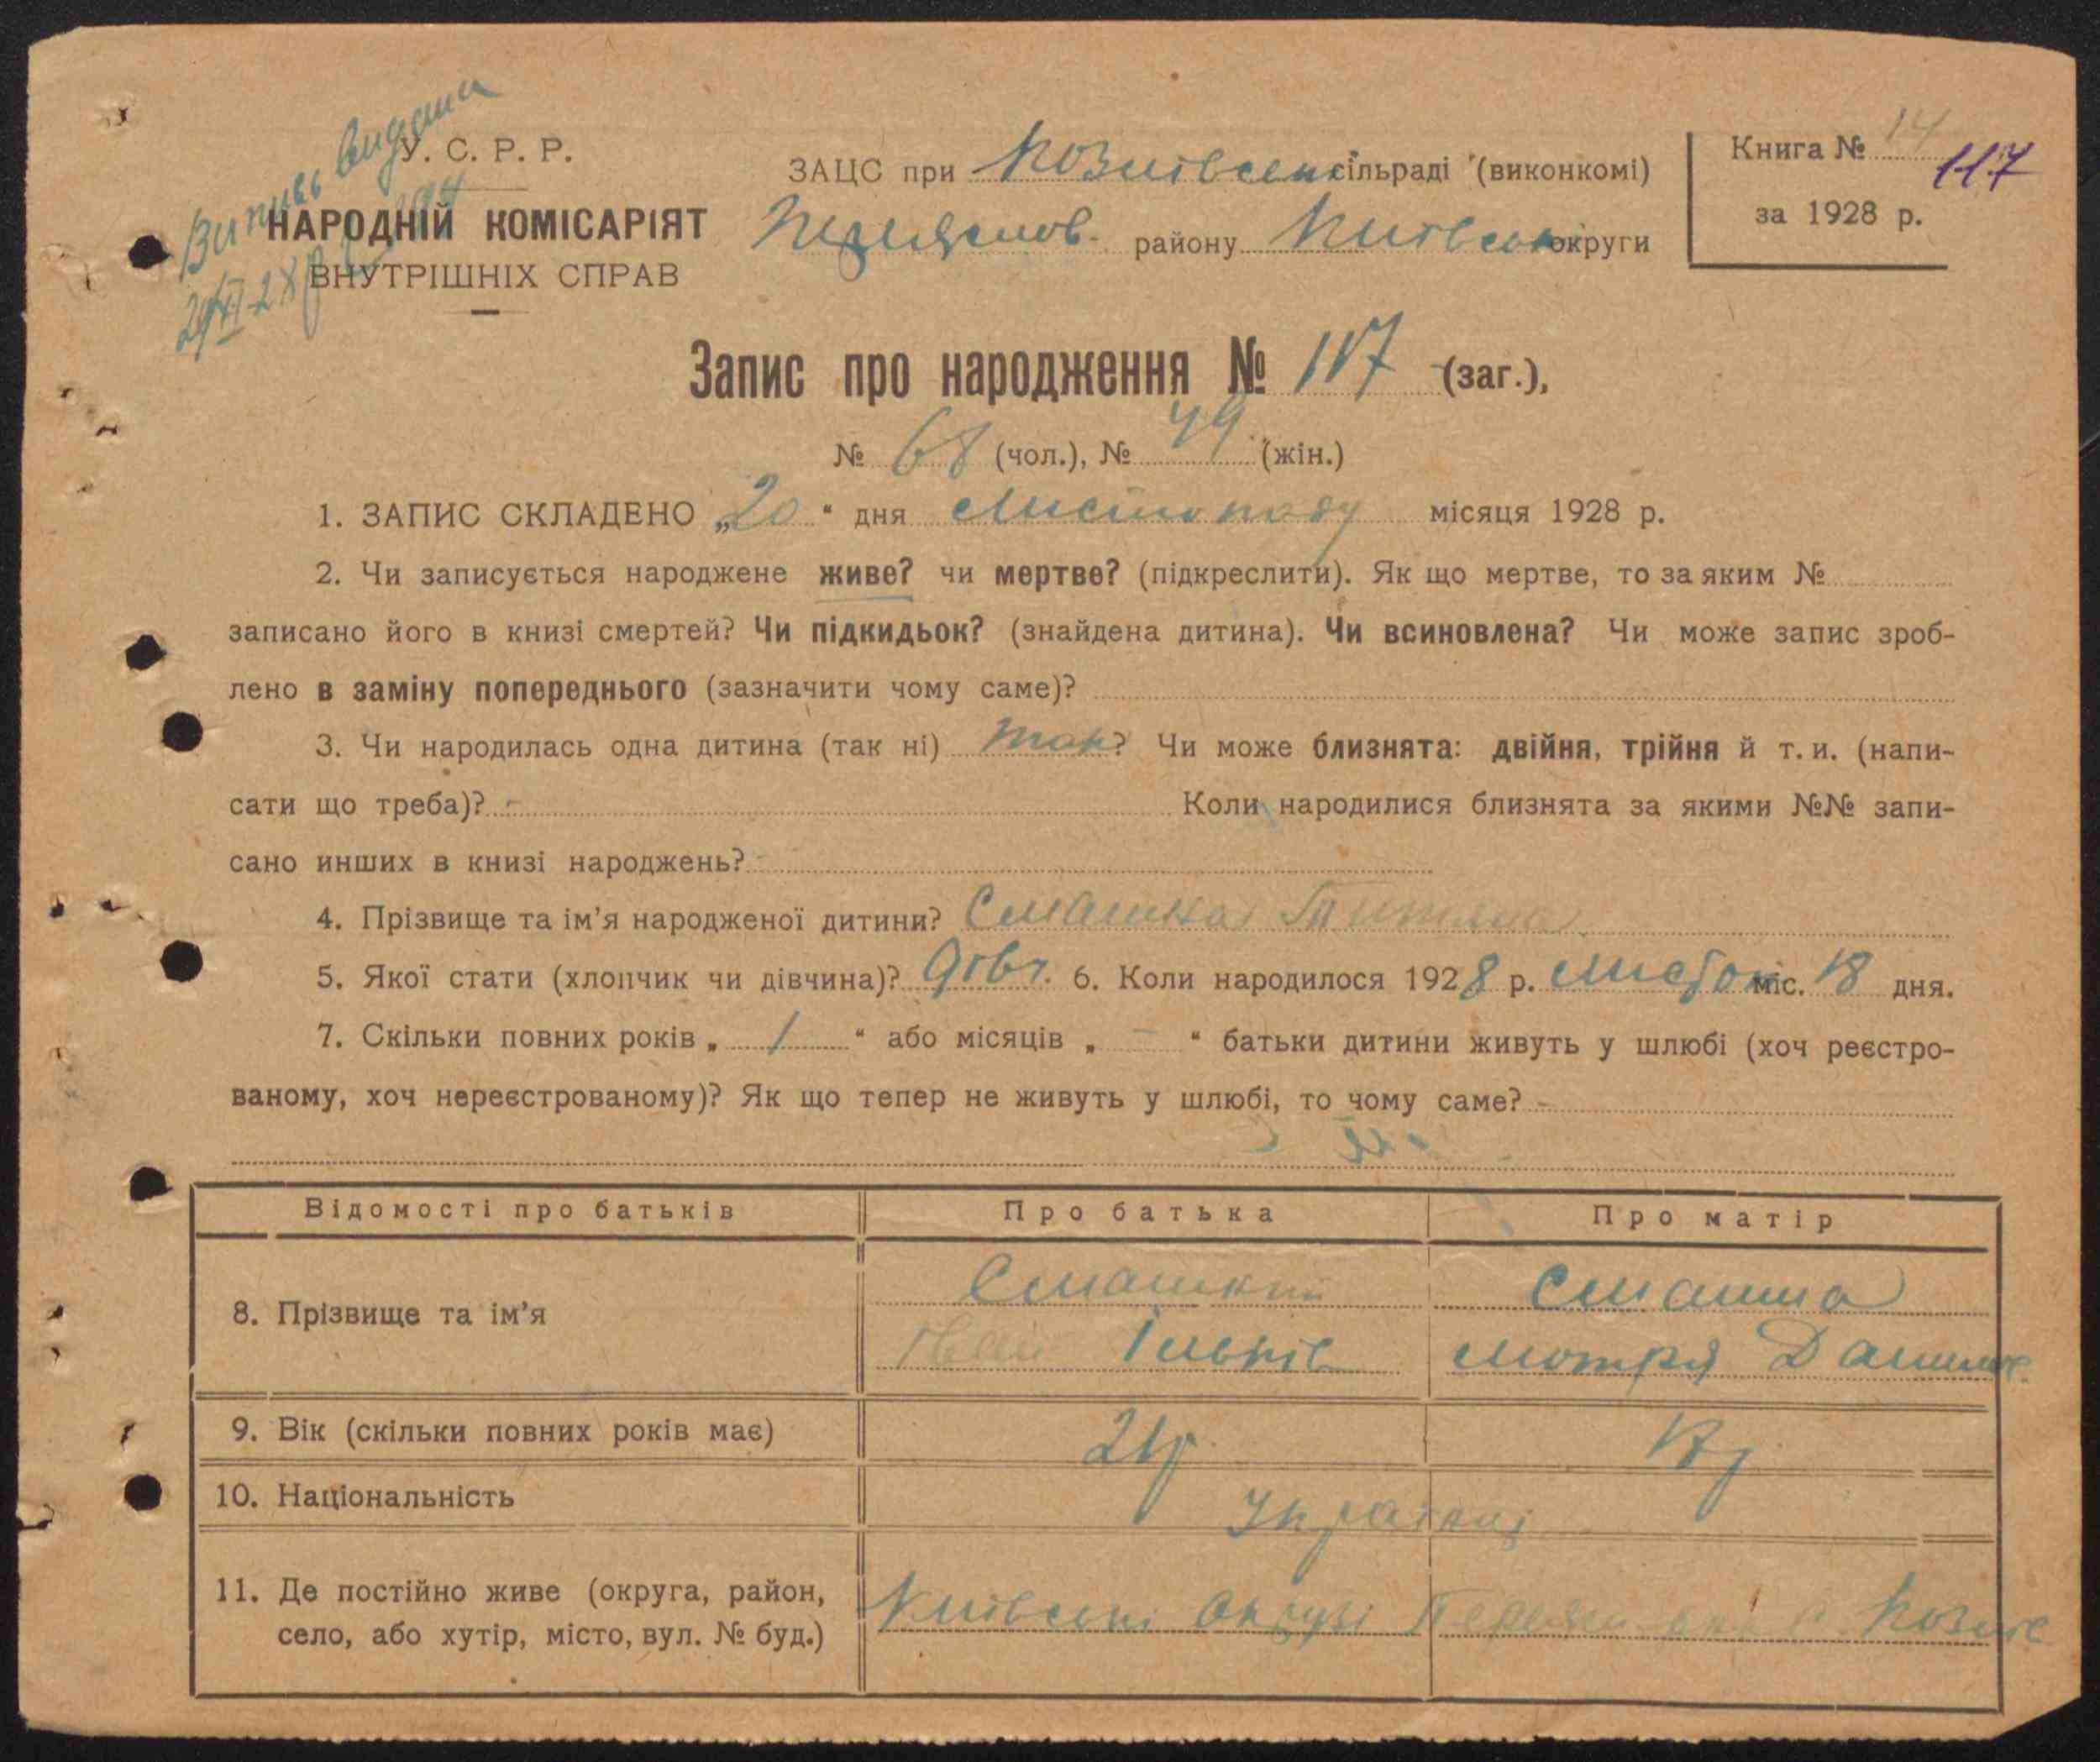 Випись видана
У. С. Р. Р.
НАРОДНІЙ КОМІСАРІЯТ
ВНУТРІШНІХ СПРАВ
ЗАЦС при сільраді (виконкомі)
району округи
Книга № 14
117
за 1928 р.
Запис про народження № 117 (заг.),
№ 68 (чол.), № 49 (жін.)
1. ЗАПИС СКЛАДЕНО „20“ дня Листопаду місяця 1928 р.
2. Чи записується народжене живе? чи мертве? (підкреслити). Як що мертве, то за яким №
записано його в книзі смертей? Чи підкидьок? (знайдена дитина). Чи всиновлена? Чи може запис зроб-
лено в заміну попереднього (зазначити чому саме)?
3. Чи народилась одна дитина (так ні) так? Чи може близнята: двійня, трійня й т. и. (напи-
сати що треба)? - Коли народилися близнята за якими №№ запи-
сано инших в книзі народжень? -
4. Прізвище та ім'я народженої дитини?
5. Якої стати (хлопчик чи дівчина)? дівч. 6. Коли народилося 1928 р. Листоп міс. 18 дня.
7. Скільки повних років „ 1 “ або місяців „ — “ батьки дитини живуть у шлюбі (хоч реєстро-
ваному, хоч нереєстрованому)? Як що тепер не живуть у шлюбі, то чому саме? -
Відомості про батьків Про батька Про матір
8. Прізвище та ім'я
Мотря
9. Вік (скільки повних років має) 21р
10. Національність Українці
11. Де постійно живе (округа, район,
село, або хутір, місто, вул. № буд.)